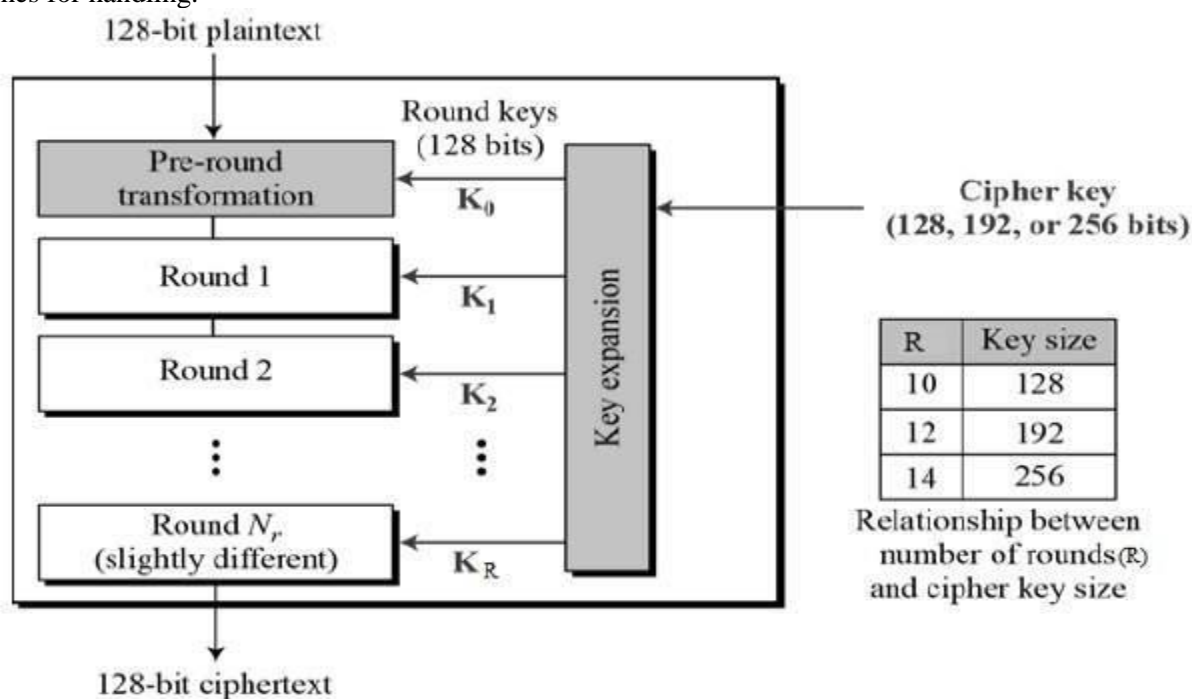 for handling.
128-bit plaintext
Round keys
(128 bits)
Pre-round
transformation
K0
Cipher key
(128, 192, or 256 bits)
Round 1
K1
Key expansion
R Key size
10 128
12 192
14 256
Round 2
K2
Round Nr
(slightly different)
KR
Relationship between
number of rounds(R)
and cipher key size
128-bit ciphertext